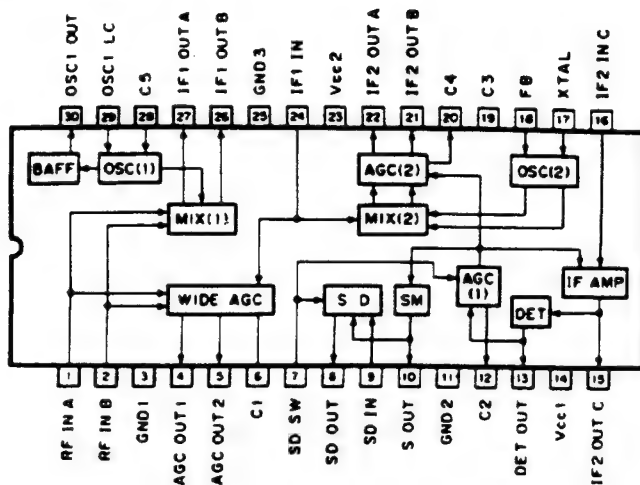 OSC1 OUT
OSC1 LC
C5
IF1 OUT A
IF1 OUT B
GND3
IF1 IN
Vcc2
IF2 OUT A
IF2 OUT B
C4
C3
FB
XTAL
IF2 IN C
30 29 28 27 26 25 24 23 22 21 20 19 18 17 16
BAFF
OSC(1)
AGC(2)
OSC(2)
MIX(1)
MIX(2)
WIDE AGC
S D
SM
AGC
(1)
IF AMP
DET
1 2 3 4 5 6 7 8 9 10 11 12 13 14 15
RF IN A
RF IN B
GND1
AGC OUT1
AGC OUT2
C1
SD SW
SD OUT
SD IN
S OUT
GND2
C2
DET OUT
Vcc1
IF2 OUT C